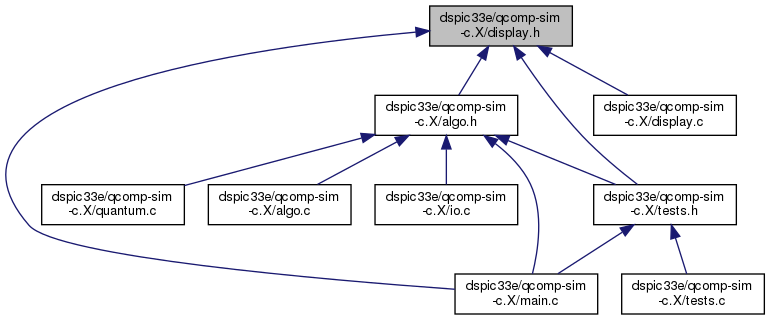 dspic33e/qcomp-sim
-c.X/display.h
dspic33e/qcomp-sim
-c.X/algo.h
dspic33e/qcomp-sim
-c.X/display.c
dspic33e/qcomp-sim
-c.X/quantum.c
dspic33e/qcomp-sim
-c.X/algo.c
dspic33e/qcomp-sim
-c.X/io.c
dspic33e/qcomp-sim
-c.X/tests.h
dspic33e/qcomp-sim
-c.X/main.c
dspic33e/qcomp-sim
-c.X/tests.c